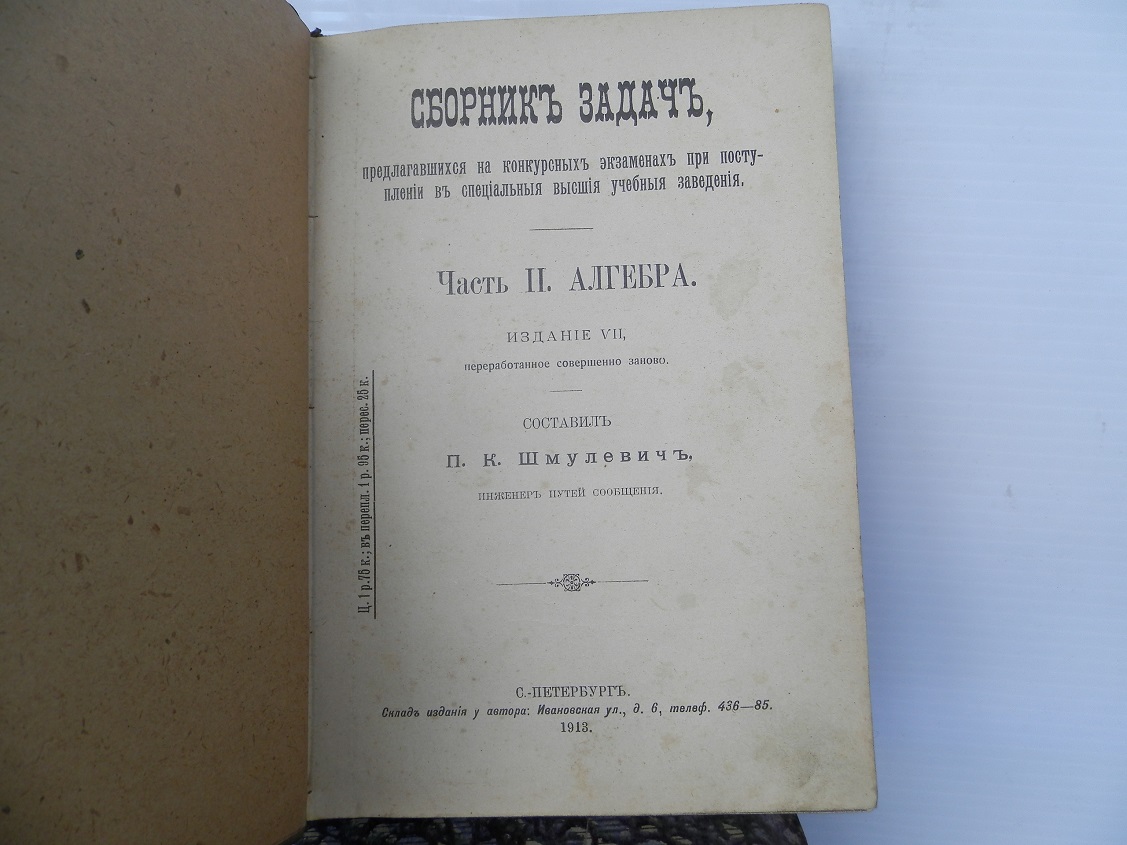 СБОРНИКЪ ЗАДАЧЪ,
предлагавшихся на конкурсныхъ экзаменахъ при посту-
пленіи въ спеціальныя высшія учебныя заведенія.
Часть II. АЛГЕБРА.
ИЗДАНІЕ VII,
переработанное совершенно заново.
СОСТАВИЛЪ
П. К. Шмулевичъ,
ИНЖЕНЕРЪ ПУТЕЙ СООБЩЕНІЯ.
Ц. 1 р. 75 к.; въ перепл. 1 р. 95 к.; перес. 25 к.
С.-ПЕТЕРБУРГЪ.
Складъ изданія у автора: Ивановская ул., д. 6, телеф. 436—85.
1913.